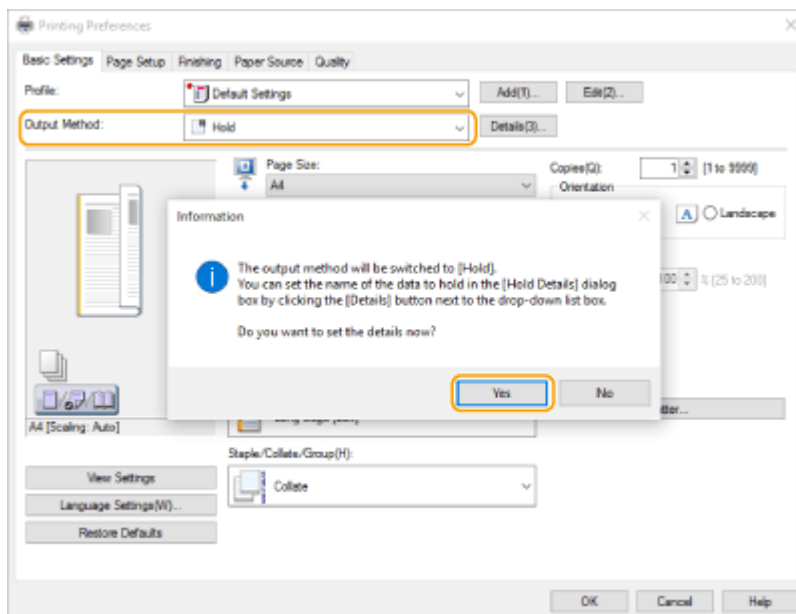 Printing Preferences
Basic Settings Page Setup Finishing Paper Source Quality
Profile: Default Settings Add(1)... Edit(2)...
Output Method: Hold Details(3)...
Page Size:
A4
Copies(Q): 1 [1 to 9999]
Orientation
A Landscape
Information
The output method will be switched to [Hold].
You can set the name of the data to hold in the [Hold Details] dialog
box by clicking the [Details] button next to the drop-down list box.
Do you want to set the details now?
Yes No
100 % [25 to 200]
A4 [Scaling: Auto]
Staple/Collate/Group(H):
Collate
View Settings
Language Settings(W)...
Restore Defaults
OK Cancel Help